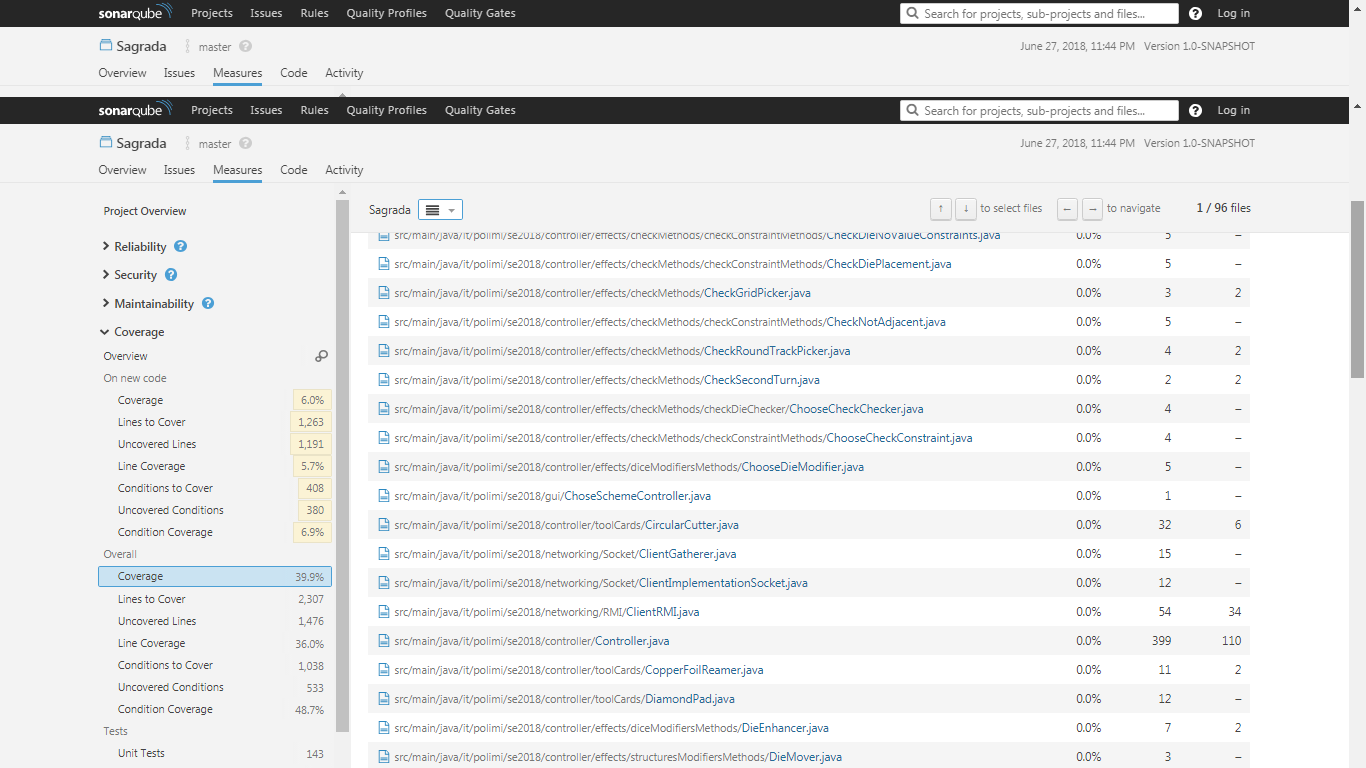 sonarqube Projects Issues Rules Quality Profiles Quality Gates Search for projects, sub-projects and files... ? Log in
Sagrada master ? June 27, 2018, 11:44 PM Version 1.0-SNAPSHOT
Overview Issues Measures Code Activity
sonarqube Projects Issues Rules Quality Profiles Quality Gates Search for projects, sub-projects and files... ? Log in
Sagrada master ? June 27, 2018, 11:44 PM Version 1.0-SNAPSHOT
Overview Issues Measures Code Activity
Project Overview
Reliability ?
Security ?
Maintainability ?
Coverage
Overview
On new code
Coverage 6.0%
Lines to Cover 1,263
Uncovered Lines 1,191
Line Coverage 5.7%
Conditions to Cover 408
Uncovered Conditions 380
Condition Coverage 6.9%
Overall
Coverage 39.9%
Lines to Cover 2,307
Uncovered Lines 1,476
Line Coverage 36.0%
Conditions to Cover 1,038
Uncovered Conditions 533
Condition Coverage 48.7%
Tests
Unit Tests 143
Sagrada ↑ ↓ to select files ← → to navigate 1 / 96 files
src/main/java/it/polimi/se2018/controller/effects/checkMethods/checkConstraintMethods/CheckDieNoValueConstraints.java 0.0% 5 –
src/main/java/it/polimi/se2018/controller/effects/checkMethods/checkConstraintMethods/CheckDiePlacement.java 0.0% 5 –
src/main/java/it/polimi/se2018/controller/effects/checkMethods/CheckGridPicker.java 0.0% 3 2
src/main/java/it/polimi/se2018/controller/effects/checkMethods/checkConstraintMethods/CheckNotAdjacent.java 0.0% 5 –
src/main/java/it/polimi/se2018/controller/effects/checkMethods/CheckRoundTrackPicker.java 0.0% 4 2
src/main/java/it/polimi/se2018/controller/effects/checkMethods/CheckSecondTurn.java 0.0% 2 2
src/main/java/it/polimi/se2018/controller/effects/checkMethods/checkDieChecker/ChooseCheckChecker.java 0.0% 4 –
src/main/java/it/polimi/se2018/controller/effects/checkMethods/checkConstraintMethods/ChooseCheckConstraint.java 0.0% 4 –
src/main/java/it/polimi/se2018/controller/effects/diceModifiersMethods/ChooseDieModifier.java 0.0% 5 –
src/main/java/it/polimi/se2018/gui/ChoseSchemeController.java 0.0% 1 –
src/main/java/it/polimi/se2018/controller/toolCards/CircularCutter.java 0.0% 32 6
src/main/java/it/polimi/se2018/networking/Socket/ClientGatherer.java 0.0% 15 –
src/main/java/it/polimi/se2018/networking/Socket/ClientImplementationSocket.java 0.0% 12 –
src/main/java/it/polimi/se2018/networking/RMI/ClientRMI.java 0.0% 54 34
src/main/java/it/polimi/se2018/controller/Controller.java 0.0% 399 110
src/main/java/it/polimi/se2018/controller/toolCards/CopperFoilReamer.java 0.0% 11 2
src/main/java/it/polimi/se2018/controller/toolCards/DiamondPad.java 0.0% 12 –
src/main/java/it/polimi/se2018/controller/effects/diceModifiersMethods/DieEnhancer.java 0.0% 7 2
src/main/java/it/polimi/se2018/controller/effects/structuresModifiersMethods/DieMover.java 0.0% 3 –